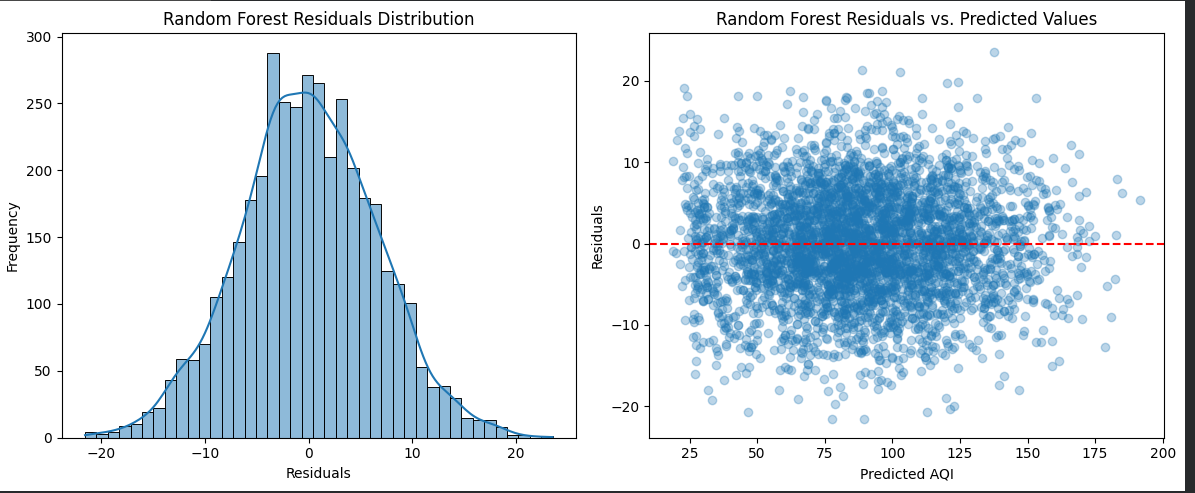 Random Forest Residuals Distribution
300
250
200
150
100
50
0
Frequency
−20 −10 0 10 20
Residuals
Random Forest Residuals vs. Predicted Values
20
10
0
−10
−20
Residuals
25 50 75 100 125 150 175 200
Predicted AQI